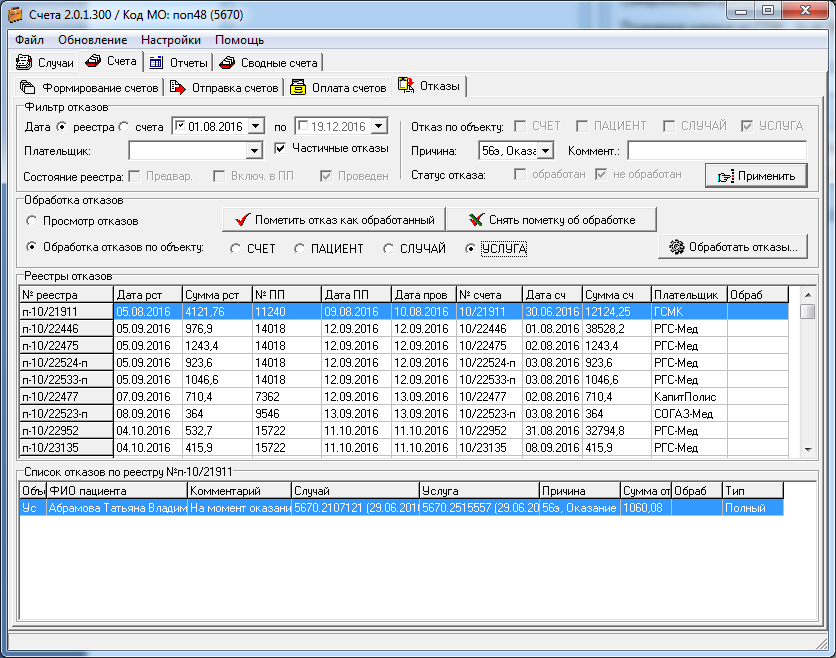 Счета 2.0.1.300 / Код МО: поп48 (5670)
Файл Обновление Настройки Помощь
Случаи Счета Отчеты Сводные счета
Формирование счетов Отправка счетов Оплата счетов Отказы
Фильтр отказов
Дата реестра счета 01.08.2016 по 19.12.2016 Отказ по объекту: СЧЕТ ПАЦИЕНТ СЛУЧАЙ УСЛУГА
Плательщик: Частичные отказы Причина: 56э, Оказа Коммент.:
Состояние реестра: Предвар. Включ. в ПП Проведен Статус отказа: обработан не обработан Применить
Обработка отказов
Просмотр отказов Пометить отказ как обработанный Снять пометку об обработке
Обработка отказов по объекту: СЧЕТ ПАЦИЕНТ СЛУЧАЙ УСЛУГА Обработать отказы...
Реестры отказов
№ реестра Дата рст Сумма рст № ПП Дата ПП Дата пров № счета Дата сч Сумма сч Плательщик Обраб
п-10/21911 05.08.2016 4121,76 11240 09.08.2016 10.08.2016 10/21911 30.06.2016 12124,25 ГСМК
п-10/22446 05.09.2016 976,9 14018 12.09.2016 12.09.2016 10/22446 01.08.2016 38528,2 РГС-Мед
п-10/22475 05.09.2016 1243,4 14018 12.09.2016 12.09.2016 10/22475 02.08.2016 1243,4 РГС-Мед
п-10/22524-п 05.09.2016 923,6 14018 12.09.2016 12.09.2016 10/22524-п 03.08.2016 923,6 РГС-Мед
п-10/22533-п 05.09.2016 1046,6 14018 12.09.2016 12.09.2016 10/22533-п 03.08.2016 1046,6 РГС-Мед
п-10/22477 07.09.2016 710,4 7362 12.09.2016 13.09.2016 10/22477 02.08.2016 710,4 КапитПолис
п-10/22523-п 08.09.2016 364 9546 13.09.2016 13.09.2016 10/22523-п 03.08.2016 364 СОГАЗ-Мед
п-10/22952 04.10.2016 532,7 15722 11.10.2016 11.10.2016 10/22952 31.08.2016 32794,8 РГС-Мед
п-10/23135 04.10.2016 415,9 15722 11.10.2016 11.10.2016 10/23135 08.09.2016 415,9 РГС-Мед
Список отказов по реестру №п-10/21911
Объ ФИО пациента Комментарий Случай Услуга Причина Сумма от Обраб Тип
Ус Абрамова Татьяна Владим На момент оказани 5670.2107121 (29.06.201 5670.2515557 (29.06.20 56э, Оказание 1060,08 Полный